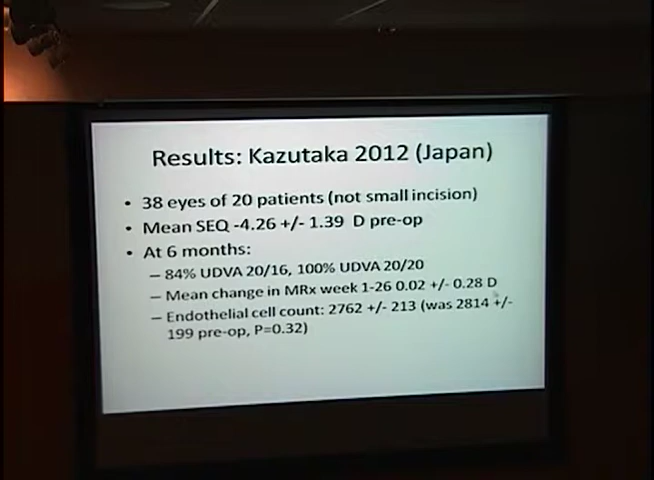 Results: Kazutaka 2012 (Japan)
• 38 eyes of 20 patients (not small incision)
• Mean SEQ -4.26 +/- 1.39 D pre-op
• At 6 months:
– 84% UDVA 20/16, 100% UDVA 20/20
– Mean change in MRx week 1-26 0.02 +/- 0.28 D
– Endothelial cell count: 2762 +/- 213 (was 2814 +/-
199 pre-op, P=0.32)